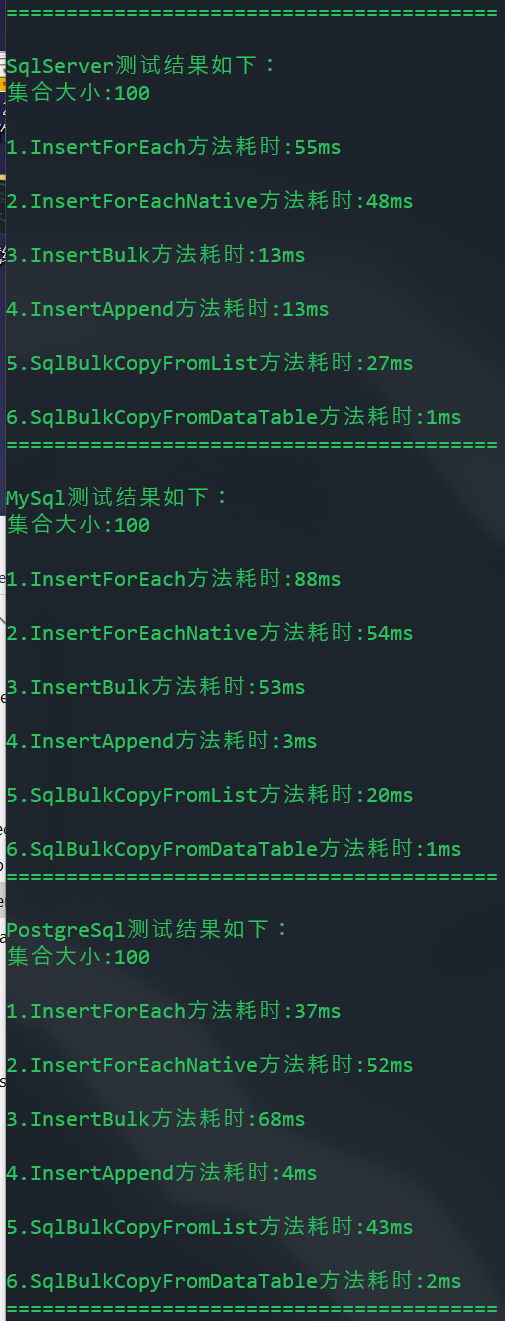 =========================================
SqlServer测试结果如下：
集合大小:100
1.InsertForEach方法耗时:55ms
2.InsertForEachNative方法耗时:48ms
3.InsertBulk方法耗时:13ms
4.InsertAppend方法耗时:13ms
5.SqlBulkCopyFromList方法耗时:27ms
6.SqlBulkCopyFromDataTable方法耗时:1ms
=========================================
MySql测试结果如下：
集合大小:100
1.InsertForEach方法耗时:88ms
2.InsertForEachNative方法耗时:54ms
3.InsertBulk方法耗时:53ms
4.InsertAppend方法耗时:3ms
5.SqlBulkCopyFromList方法耗时:20ms
6.SqlBulkCopyFromDataTable方法耗时:1ms
=========================================
PostgreSql测试结果如下：
集合大小:100
1.InsertForEach方法耗时:37ms
2.InsertForEachNative方法耗时:52ms
3.InsertBulk方法耗时:68ms
4.InsertAppend方法耗时:4ms
5.SqlBulkCopyFromList方法耗时:43ms
6.SqlBulkCopyFromDataTable方法耗时:2ms
=========================================